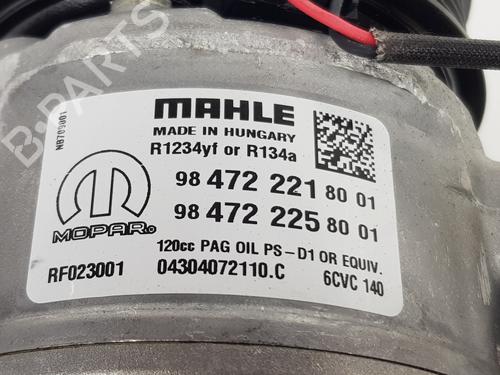 MAHLE
MADE IN HUNGARY
R1234yf or R134a
98 472 221 80 01
98 472 225 80 01
MOPAR®
120cc PAG OIL PS-D1 OR EQUIV.
RF023001 04304072110.C 6CVC 140
B-PARTS